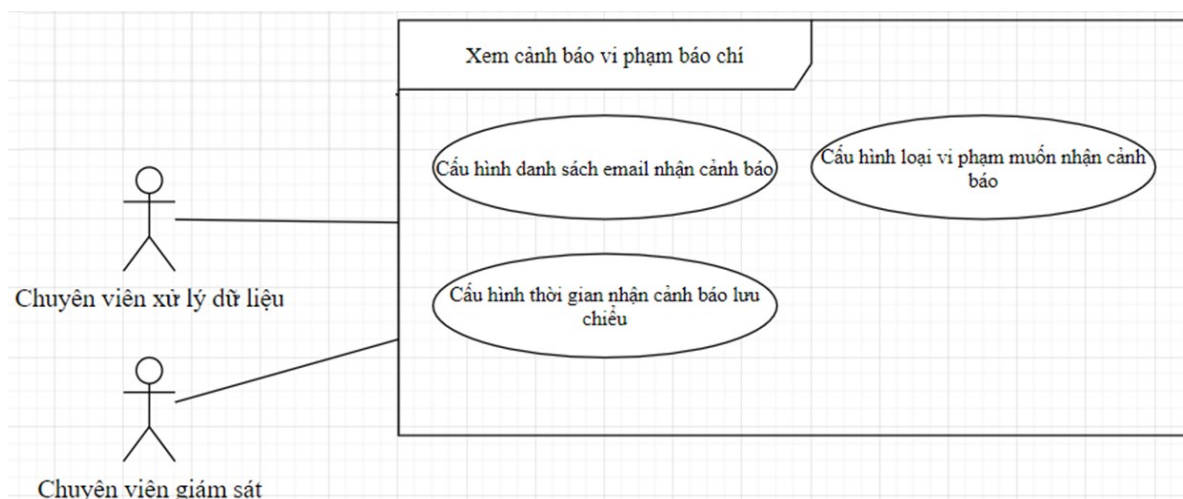 Xem cảnh báo vi phạm báo chí
Cấu hình danh sách email nhận cảnh báo
Cấu hình loại vi phạm muốn nhận cảnh
báo
Cấu hình thời gian nhận cảnh báo lưu
chiểu
Chuyên viên xử lý dữ liệu
Chuyên viên giám sát